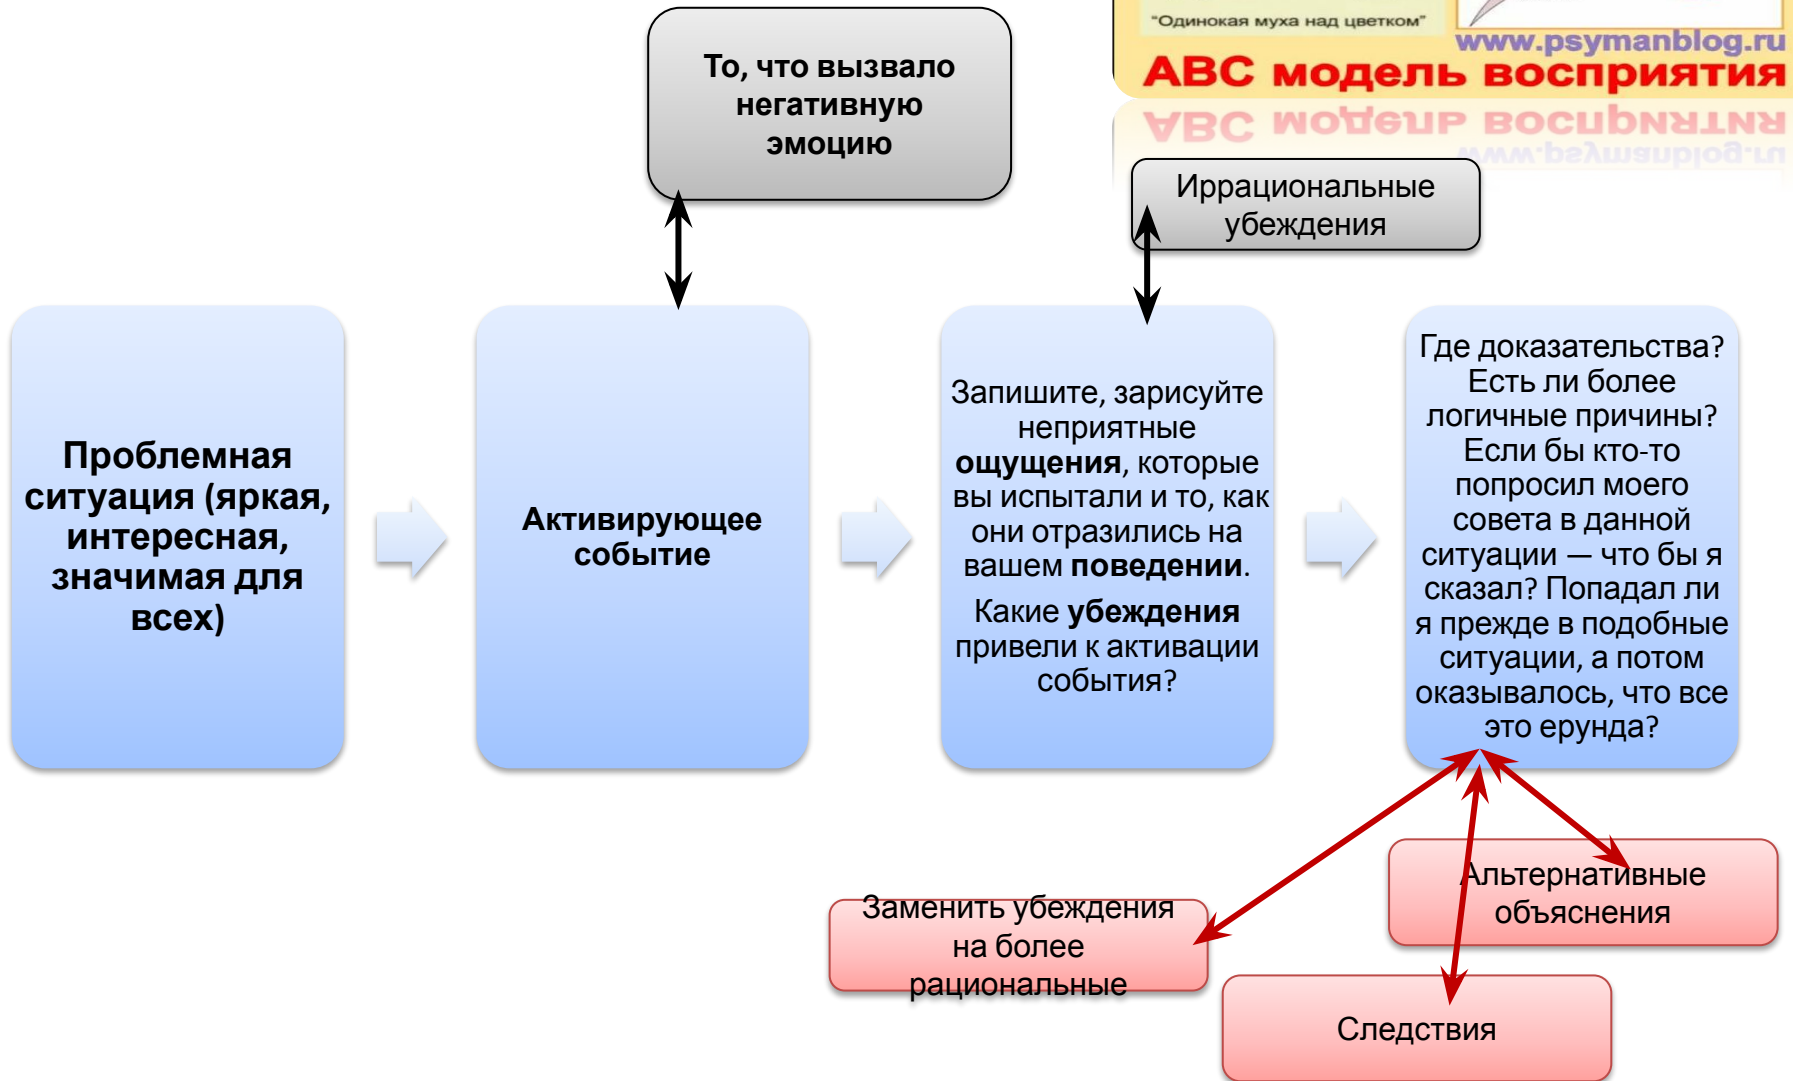 "Одинокая муха над цветком"
www.psymanblog.ru
АВС модель восприятия
То, что вызвало
негативную
эмоцию
Иррациональные
убеждения
Проблемная
ситуация (яркая,
интересная,
значимая для
всех)
Активирующее
событие
Запишите, зарисуйте
неприятные
ощущения, которые
вы испытали и то, как
они отразились на
вашем поведении.
Какие убеждения
привели к активации
события?
Где доказательства?
Есть ли более
логичные причины?
Если бы кто-то
попросил моего
совета в данной
ситуации — что бы я
сказал? Попадал ли
я прежде в подобные
ситуации, а потом
оказывалось, что все
это ерунда?
Заменить убеждения
на более
рациональные
Альтернативные
объяснения
Следствия